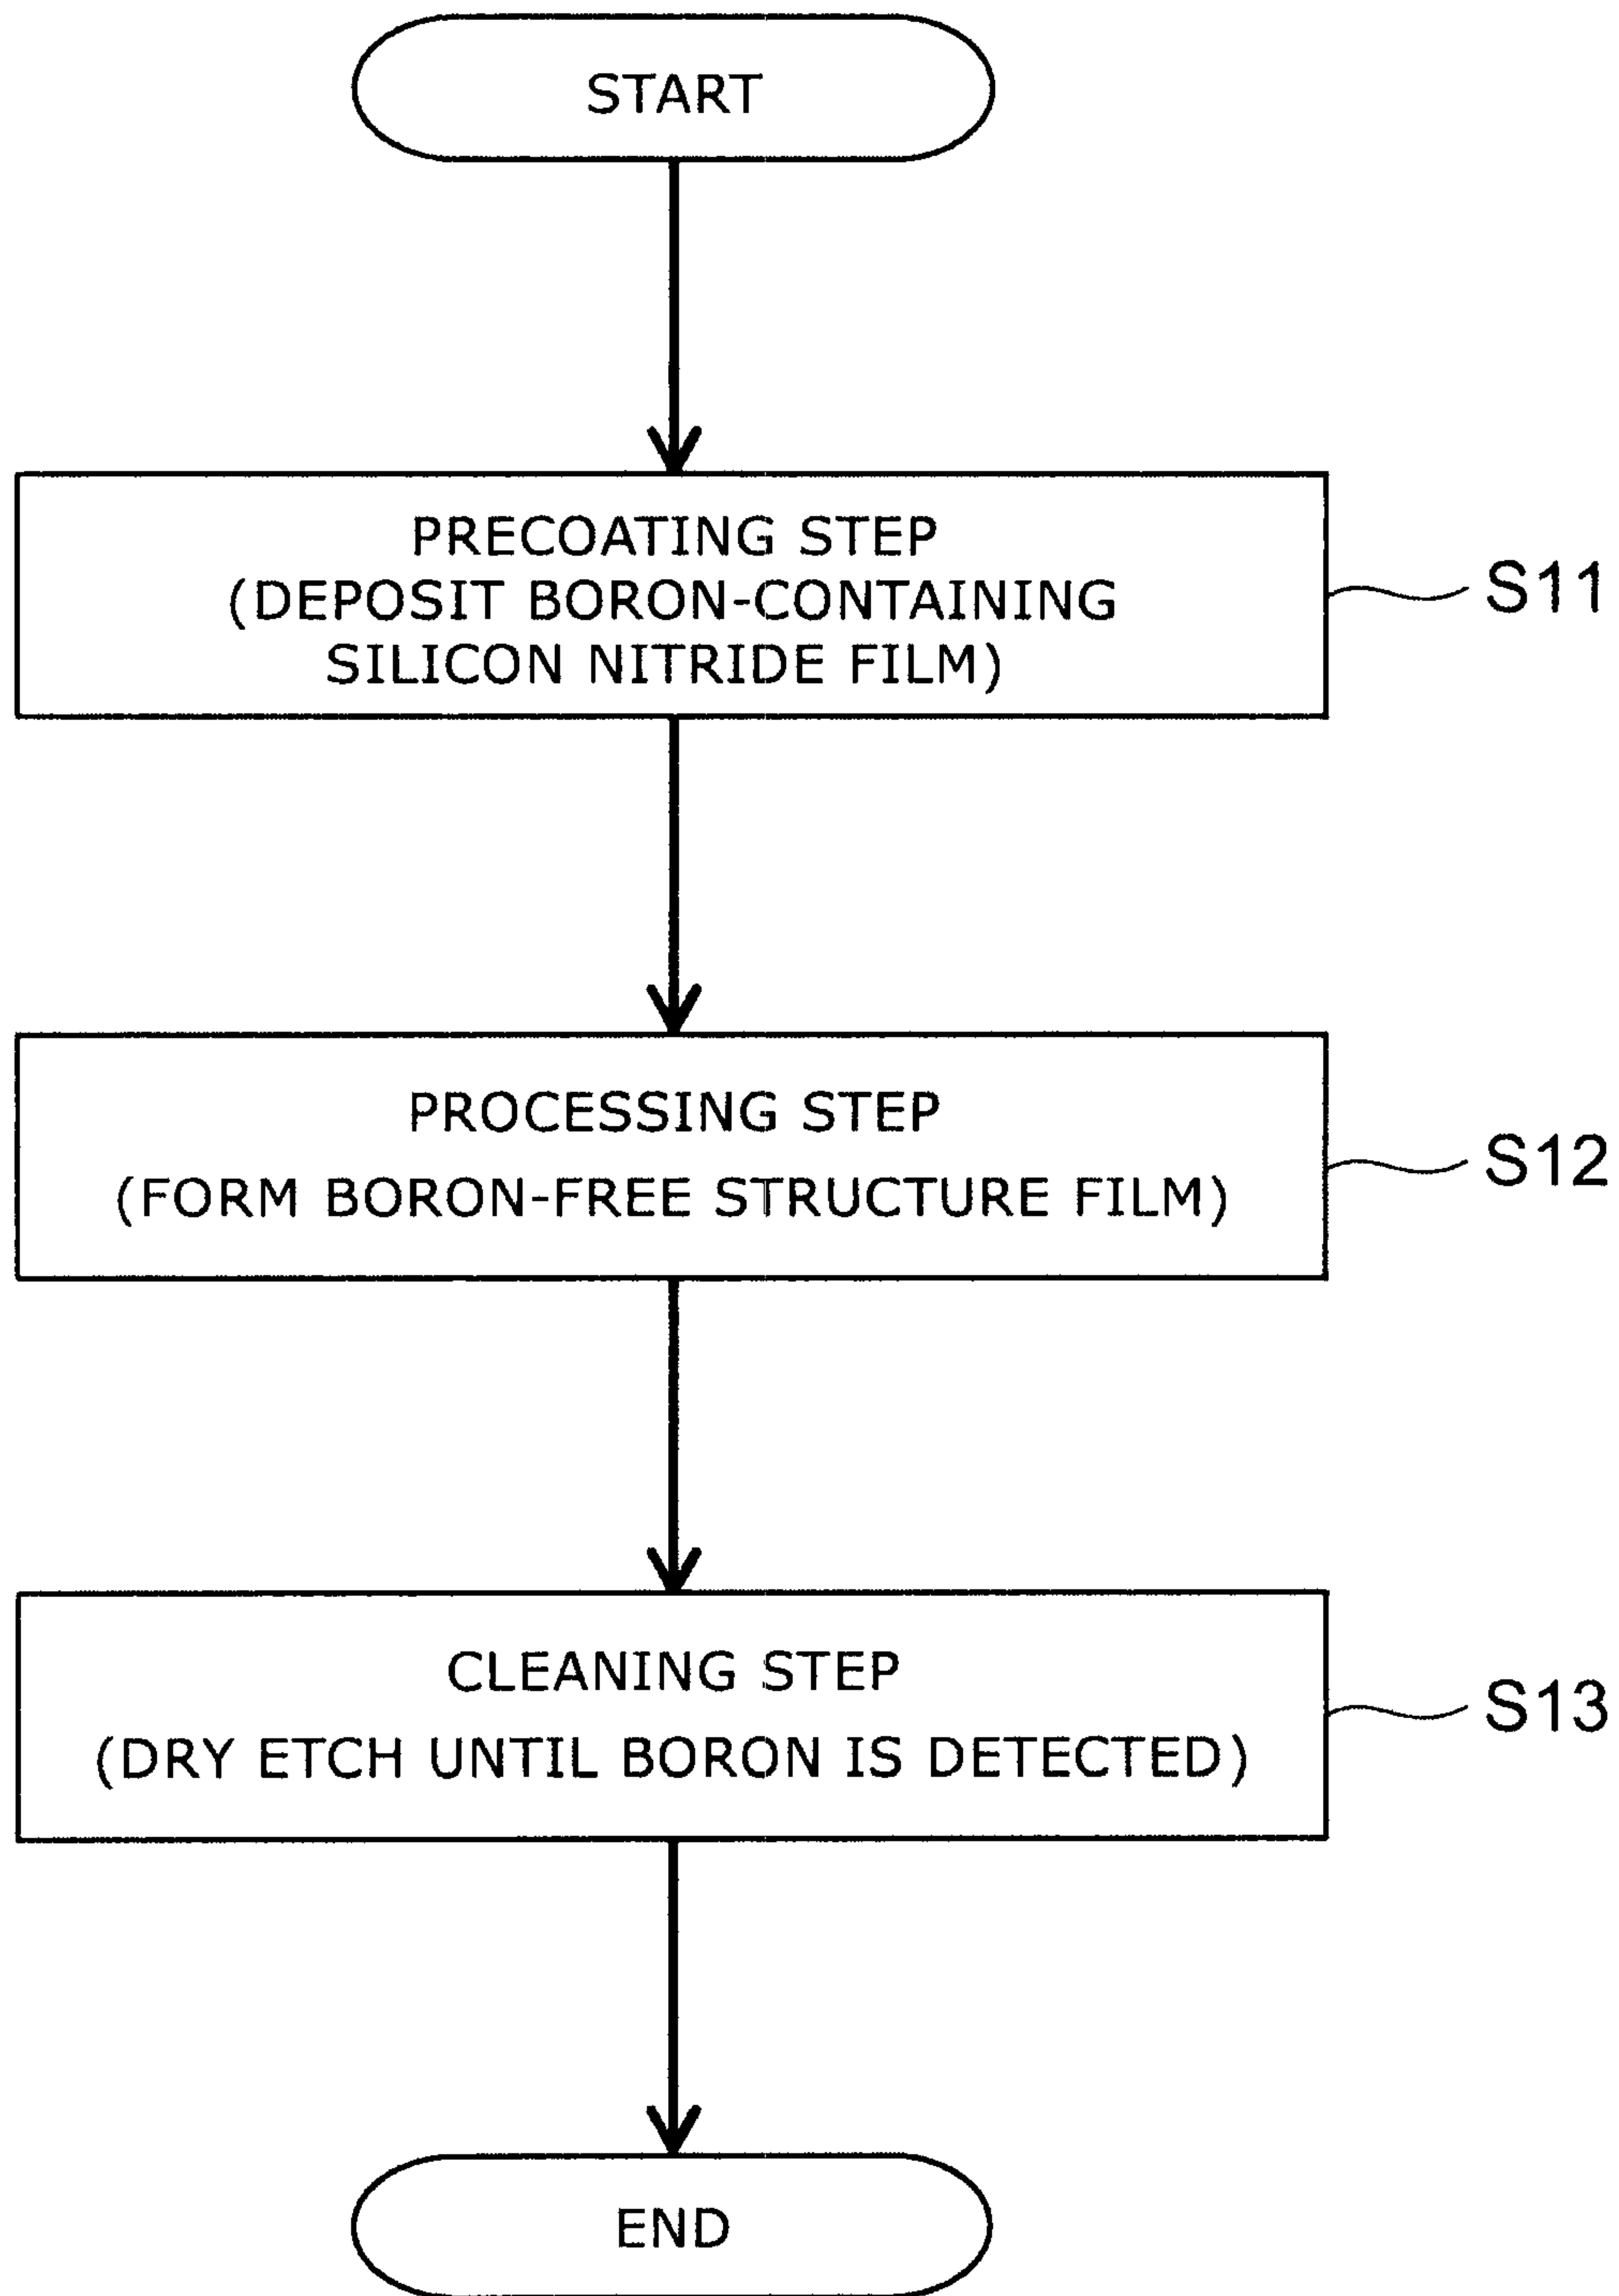 START
PRECOATING STEP
(DEPOSIT BORON-CONTAINING
SILICON NITRIDE FILM)
S11
PROCESSING STEP
(FORM BORON-FREE STRUCTURE FILM)
S12
CLEANING STEP
(DRY ETCH UNTIL BORON IS DETECTED)
S13
END